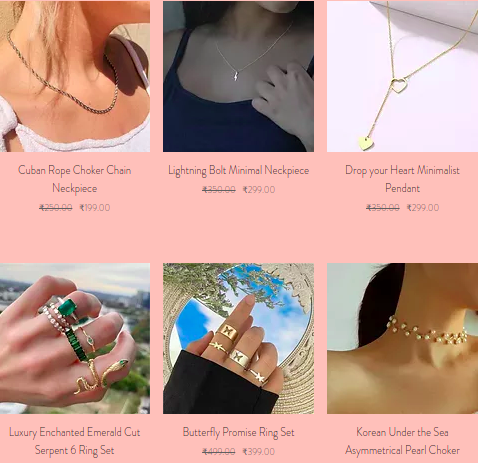 Cuban Rope Choker Chain
Neckpiece
₹250.00 ₹199.00
Lightning Bolt Minimal Neckpiece
₹350.00 ₹299.00
Drop your Heart Minimalist
Pendant
₹350.00 ₹299.00
Luxury Enchanted Emerald Cut
Serpent 6 Ring Set
Butterfly Promise Ring Set
₹499.00 ₹399.00
Korean Under the Sea
Asymmetrical Pearl Choker